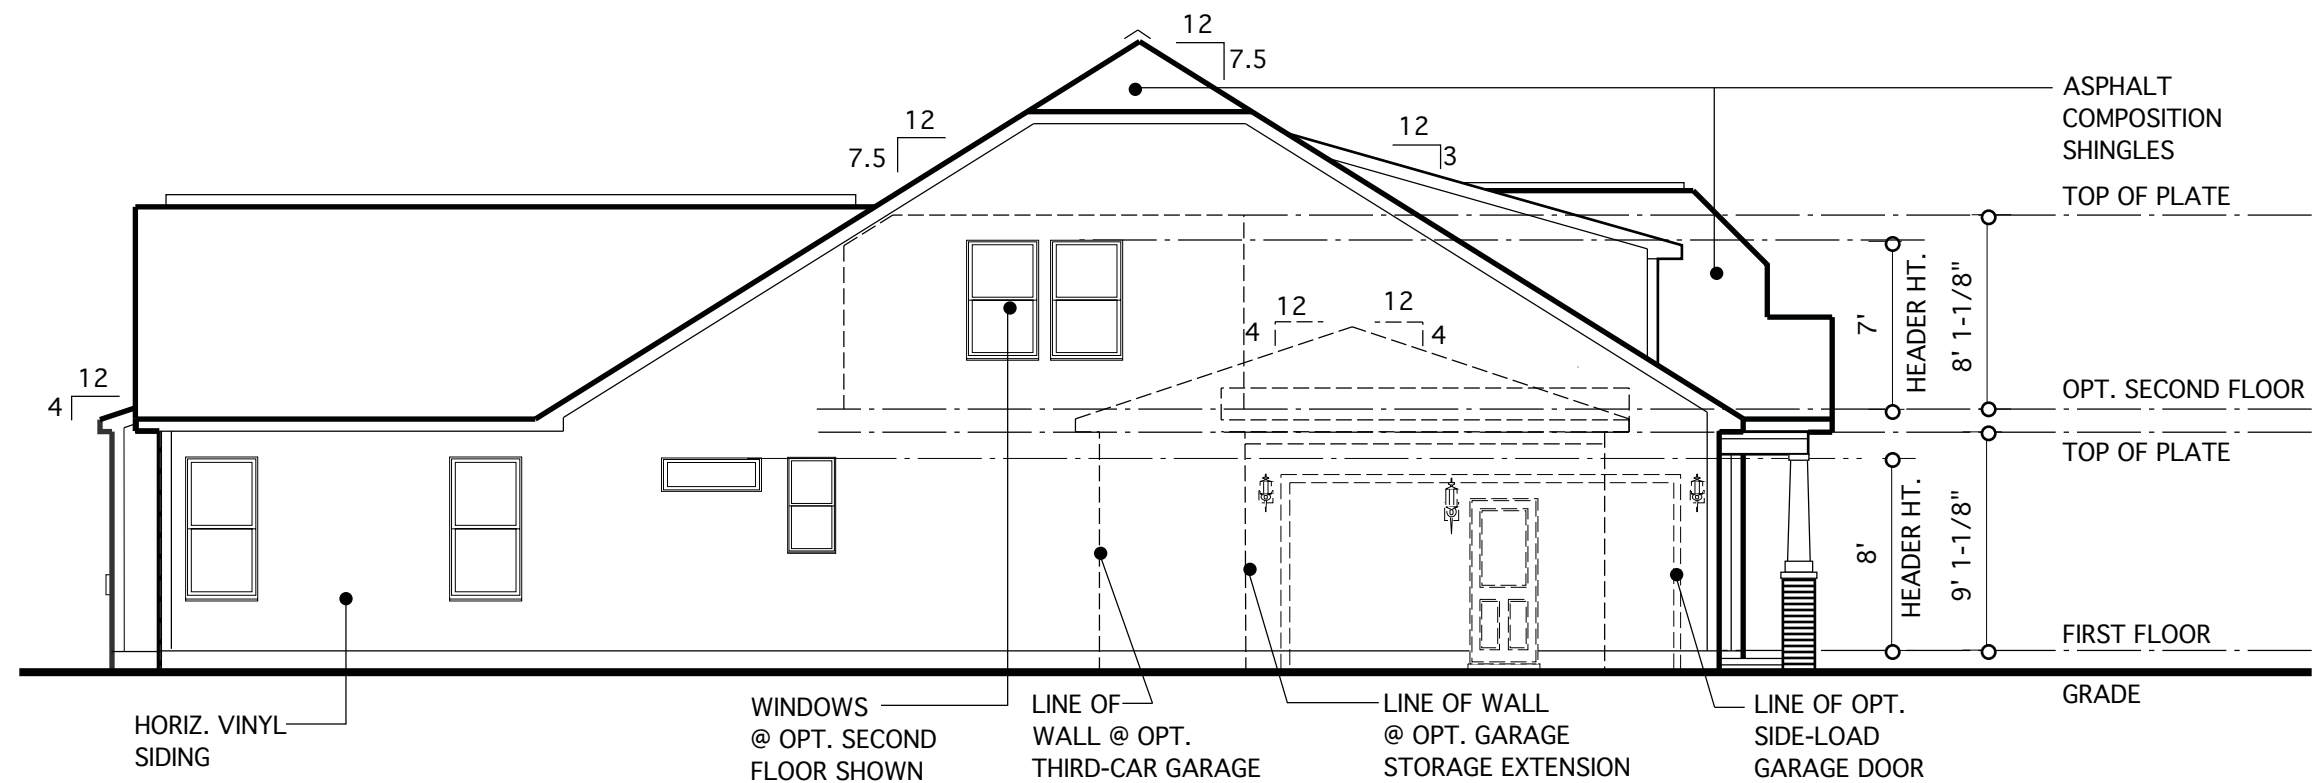 12
7.5
12
7.5
12
3
ASPHALT
COMPOSITION
SHINGLES
TOP OF PLATE
7'
HEADER HT.
8' 1-1/8"
12
4
12
4
12
4
OPT. SECOND FLOOR
TOP OF PLATE
8'
HEADER HT.
9' 1-1/8"
FIRST FLOOR
GRADE
HORIZ. VINYL
SIDING
WINDOWS
@ OPT. SECOND
FLOOR SHOWN
LINE OF
WALL @ OPT.
THIRD-CAR GARAGE
LINE OF WALL
@ OPT. GARAGE
STORAGE EXTENSION
LINE OF OPT.
SIDE-LOAD
GARAGE DOOR